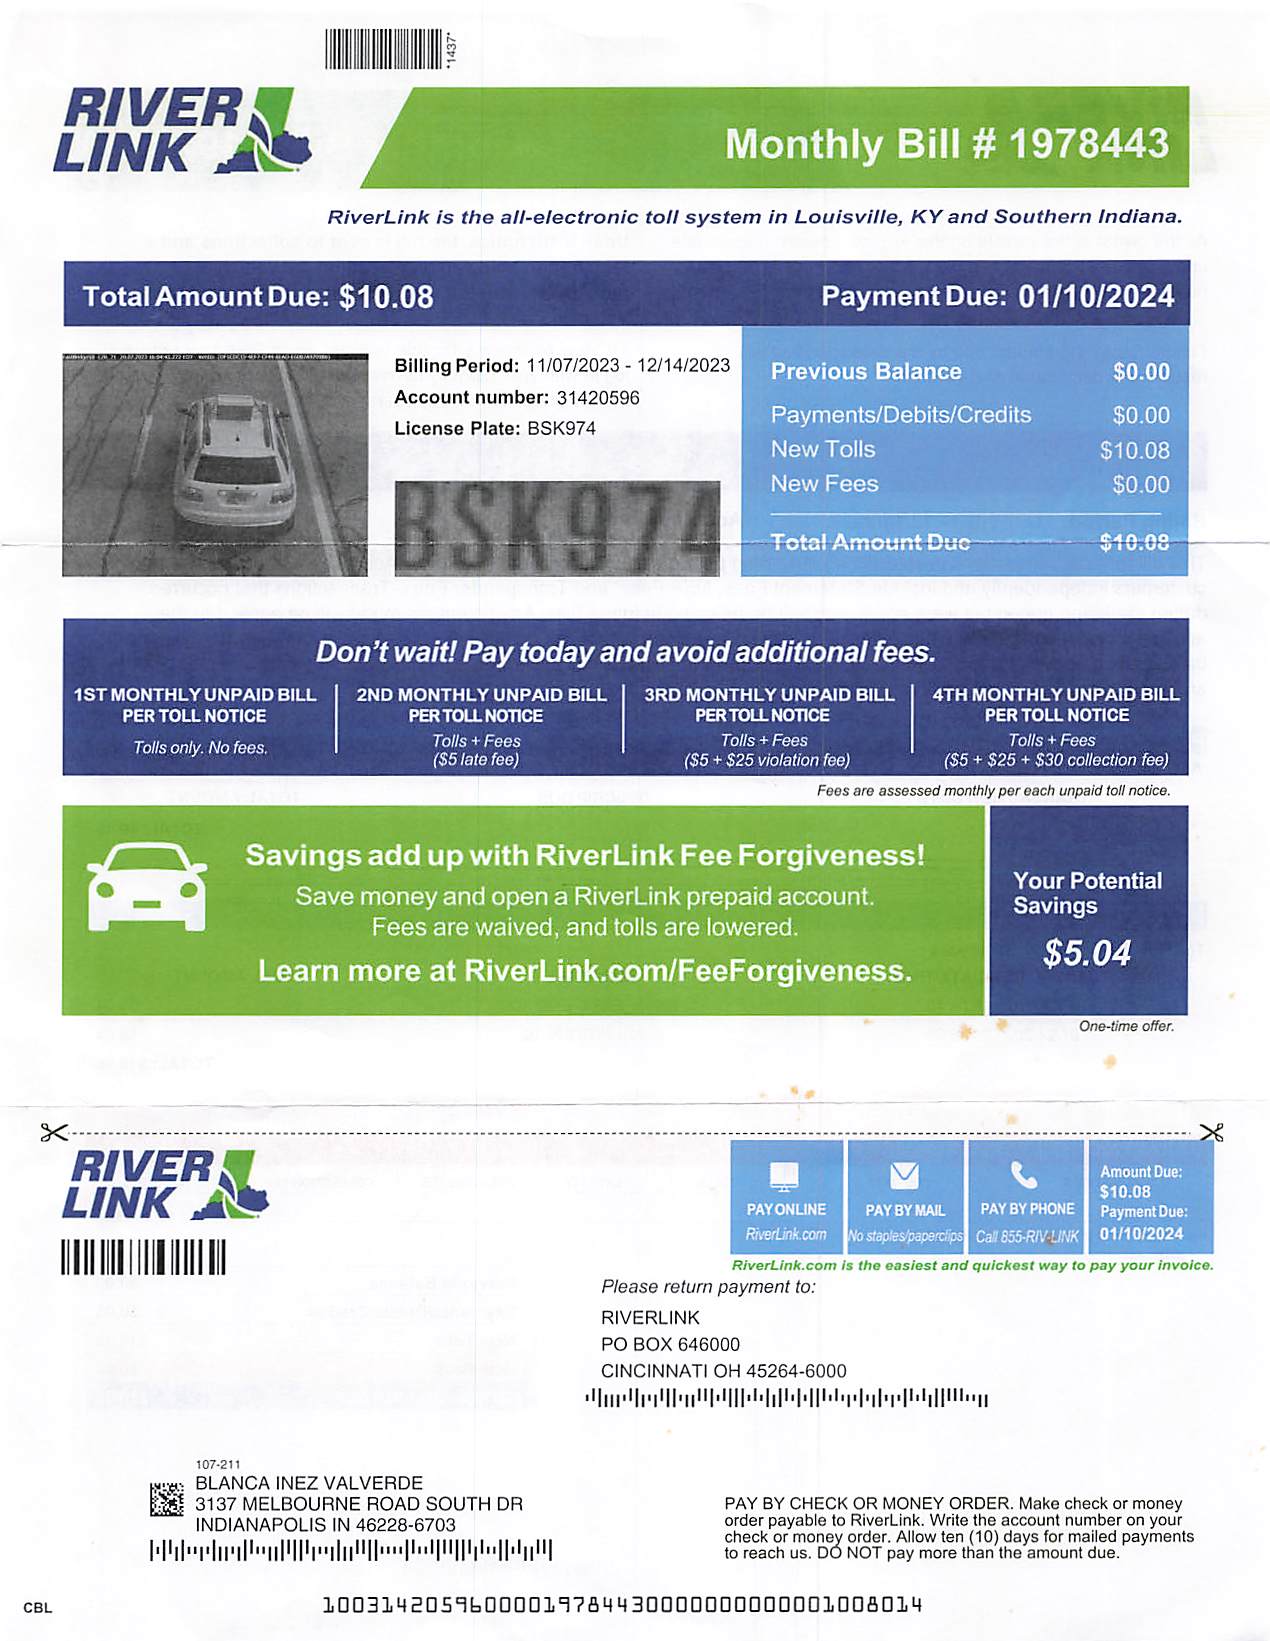 *1437*
RIVER
LINK
Monthly Bill # 1978443
RiverLink is the all-electronic toll system in Louisville, KY and Southern Indiana.
Total Amount Due: $10.08
Payment Due: 01/10/2024
Billing Period: 11/07/2023 - 12/14/2023
Account number: 31420596
License Plate: BSK974
BSK974
Previous Balance $0.00
Payments/Debits/Credits $0.00
New Tolls $10.08
New Fees $0.00
Total Amount Due $10.08
Don't wait! Pay today and avoid additional fees.
1ST MONTHLY UNPAID BILL
PER TOLL NOTICE
Tolls only. No fees.
2ND MONTHLY UNPAID BILL
PER TOLL NOTICE
Tolls + Fees
($5 late fee)
3RD MONTHLY UNPAID BILL
PER TOLL NOTICE
Tolls + Fees
($5 + $25 violation fee)
4TH MONTHLY UNPAID BILL
PER TOLL NOTICE
Tolls + Fees
($5 + $25 + $30 collection fee)
Fees are assessed monthly per each unpaid toll notice.
Savings add up with RiverLink Fee Forgiveness!
Save money and open a RiverLink prepaid account.
Fees are waived, and tolls are lowered.
Learn more at RiverLink.com/FeeForgiveness.
Your Potential
Savings
$5.04
One-time offer.
RIVER
LINK
PAY ONLINE
RiverLink.com
PAY BY MAIL
No staples/paperclips
PAY BY PHONE
Call 855-RIV-LINK
Amount Due:
$10.08
Payment Due:
01/10/2024
RiverLink.com is the easiest and quickest way to pay your invoice.
Please return payment to:
RIVERLINK
PO BOX 646000
CINCINNATI OH 45264-6000
107-211
BLANCA INEZ VALVERDE
3137 MELBOURNE ROAD SOUTH DR
INDIANAPOLIS IN 46228-6703
PAY BY CHECK OR MONEY ORDER. Make check or money
order payable to RiverLink. Write the account number on your
check or money order. Allow ten (10) days for mailed payments
to reach us. DO NOT pay more than the amount due.
CBL
100314205960000197844300000000000001008014